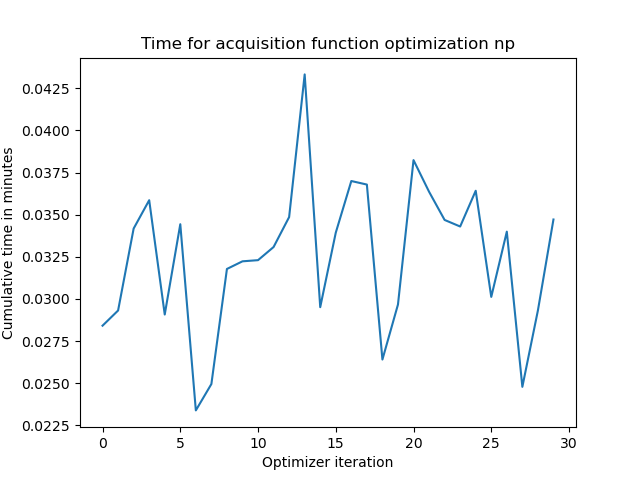 Time for acquisition function optimization np
Cumulative time in minutes
0.0425
0.0400
0.0375
0.0350
0.0325
0.0300
0.0275
0.0250
0.0225
0 5 10 15 20 25 30
Optimizer iteration